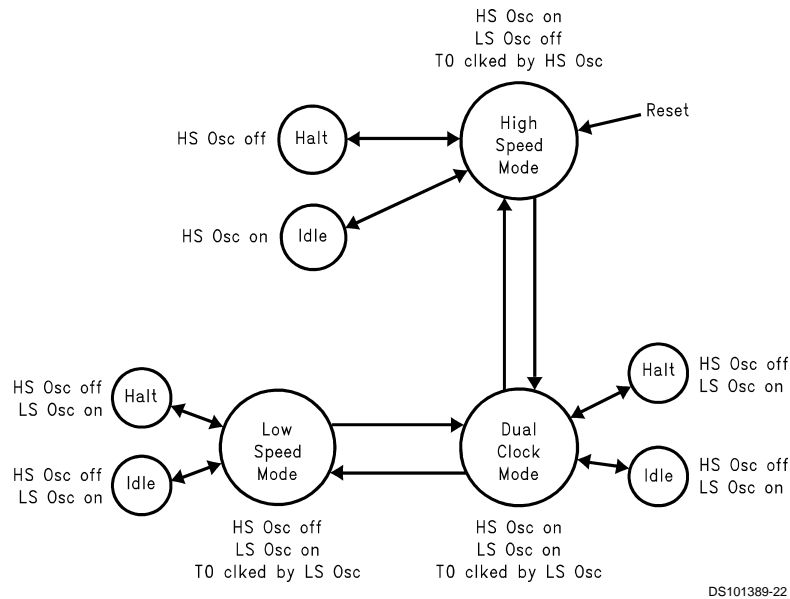 HS Osc on
LS Osc off
T0 clked by HS Osc
Reset
High
Speed
Mode
HS Osc off
Halt
HS Osc on
Idle
HS Osc off
LS Osc on
Halt
HS Osc off
LS Osc on
Idle
Low
Speed
Mode
HS Osc off
LS Osc on
T0 clked by LS Osc
Dual
Clock
Mode
HS Osc on
LS Osc on
T0 clked by LS Osc
Halt
HS Osc off
LS Osc on
Idle
HS Osc off
LS Osc on
DS101389-22